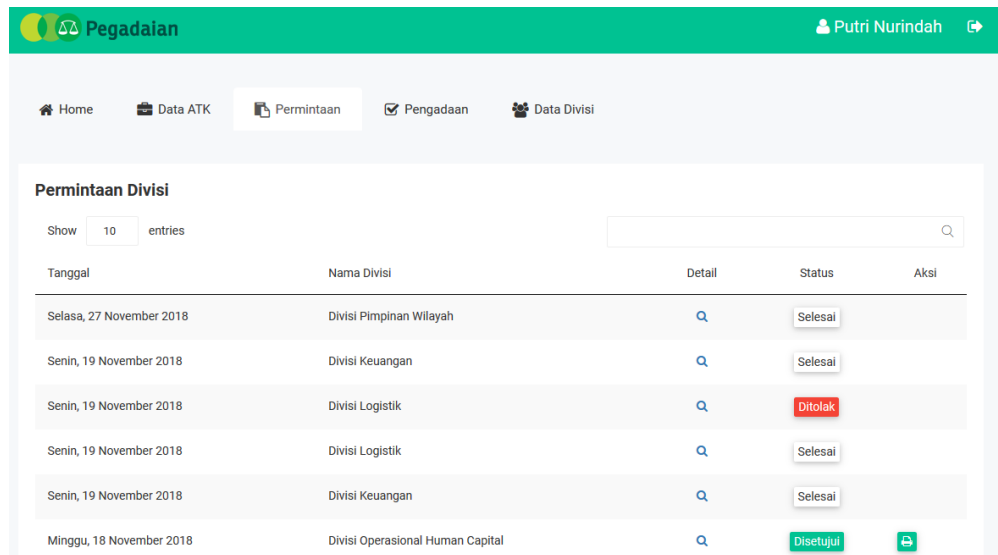 Pegadaian Putri Nurindah
Home Data ATK Permintaan Pengadaan Data Divisi
Permintaan Divisi
Show 10 entries
Tanggal Nama Divisi Detail Status Aksi
Selasa, 27 November 2018 Divisi Pimpinan Wilayah Selesai
Senin, 19 November 2018 Divisi Keuangan Selesai
Senin, 19 November 2018 Divisi Logistik Ditolak
Senin, 19 November 2018 Divisi Logistik Selesai
Senin, 19 November 2018 Divisi Keuangan Selesai
Minggu, 18 November 2018 Divisi Operasional Human Capital Disetujui